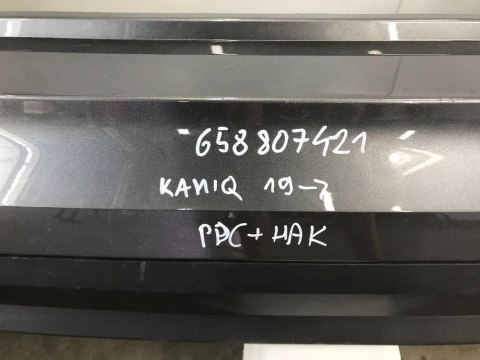 658807421
KAMIQ 19->
PDC + HAK